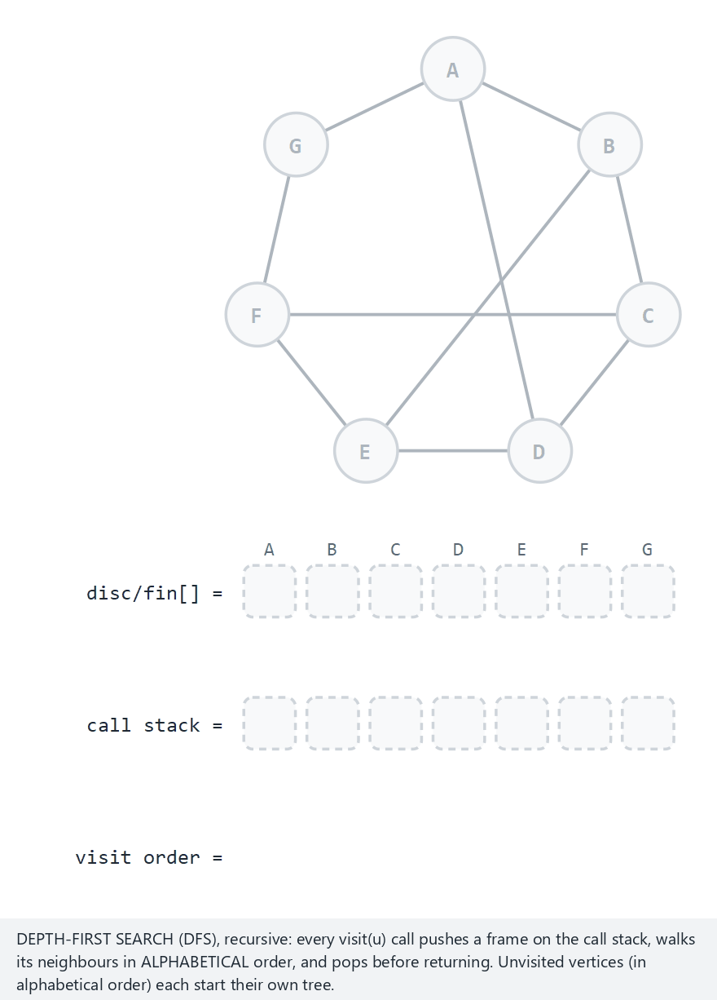 A
G
B
F
C
E
D
A B C D E F G
disc/fin[] =
call stack =
visit order =
DEPTH-FIRST SEARCH (DFS), recursive: every visit(u) call pushes a frame on the call stack, walks
its neighbours in ALPHABETICAL order, and pops before returning. Unvisited vertices (in
alphabetical order) each start their own tree.